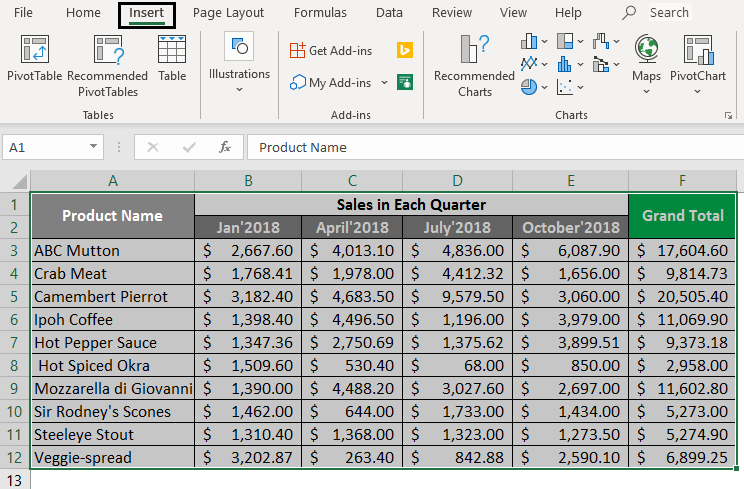 File Home Insert Page Layout Formulas Data Review View Help Search
PivotTable Recommended PivotTables Table Illustrations Get Add-ins My Add-ins Recommended Charts Maps PivotChart
Tables Add-ins Charts
A1 fx Product Name
A B C D E F
1 Product Name Sales in Each Quarter Grand Total
2 Jan'2018 April'2018 July'2018 October'2018
3 ABC Mutton $ 2,667.60 $ 4,013.10 $ 4,836.00 $ 6,087.90 $ 17,604.60
4 Crab Meat $ 1,768.41 $ 1,978.00 $ 4,412.32 $ 1,656.00 $ 9,814.73
5 Camembert Pierrot $ 3,182.40 $ 4,683.50 $ 9,579.50 $ 3,060.00 $ 20,505.40
6 Ipoh Coffee $ 1,398.40 $ 4,496.50 $ 1,196.00 $ 3,979.00 $ 11,069.90
7 Hot Pepper Sauce $ 1,347.36 $ 2,750.69 $ 1,375.62 $ 3,899.51 $ 9,373.18
8 Hot Spiced Okra $ 1,509.60 $ 530.40 $ 68.00 $ 850.00 $ 2,958.00
9 Mozzarella di Giovanni $ 1,390.00 $ 4,488.20 $ 3,027.60 $ 2,697.00 $ 11,602.80
10 Sir Rodney's Scones $ 1,462.00 $ 644.00 $ 1,733.00 $ 1,434.00 $ 5,273.00
11 Steeleye Stout $ 1,310.40 $ 1,368.00 $ 1,323.00 $ 1,273.50 $ 5,274.90
12 Veggie-spread $ 3,202.87 $ 263.40 $ 842.88 $ 2,590.10 $ 6,899.25
13